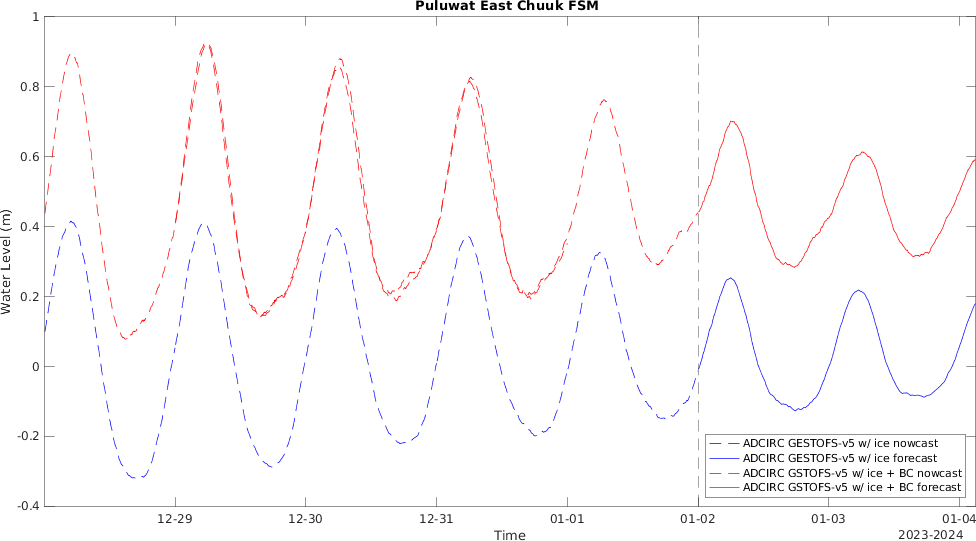 Puluwat East Chuuk FSM
1
0.8
0.6
0.4
0.2
0
-0.2
-0.4
Water Level (m)
ADCIRC GESTOFS-v5 w/ ice nowcast
ADCIRC GESTOFS-v5 w/ ice forecast
ADCIRC GSTOFS-v5 w/ ice + BC nowcast
ADCIRC GSTOFS-v5 w/ ice + BC forecast
12-29 12-30 12-31 01-01 01-02 01-03 01-04
Time
2023-2024